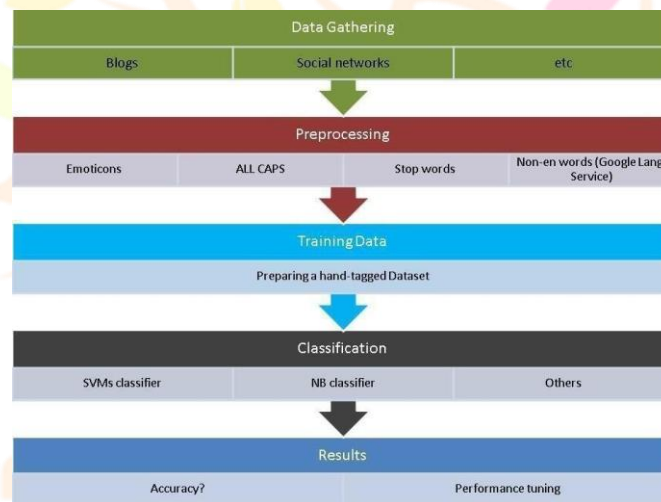 Data Gathering
Blogs
Social networks
etc
Preprocessing
Emoticons
ALL CAPS
Stop words
Non-en words (Google Lang
Service)
Training Data
Preparing a hand-tagged Dataset
Classification
SVMs classifier
NB classifier
Others
Results
Accuracy?
Performance tuning